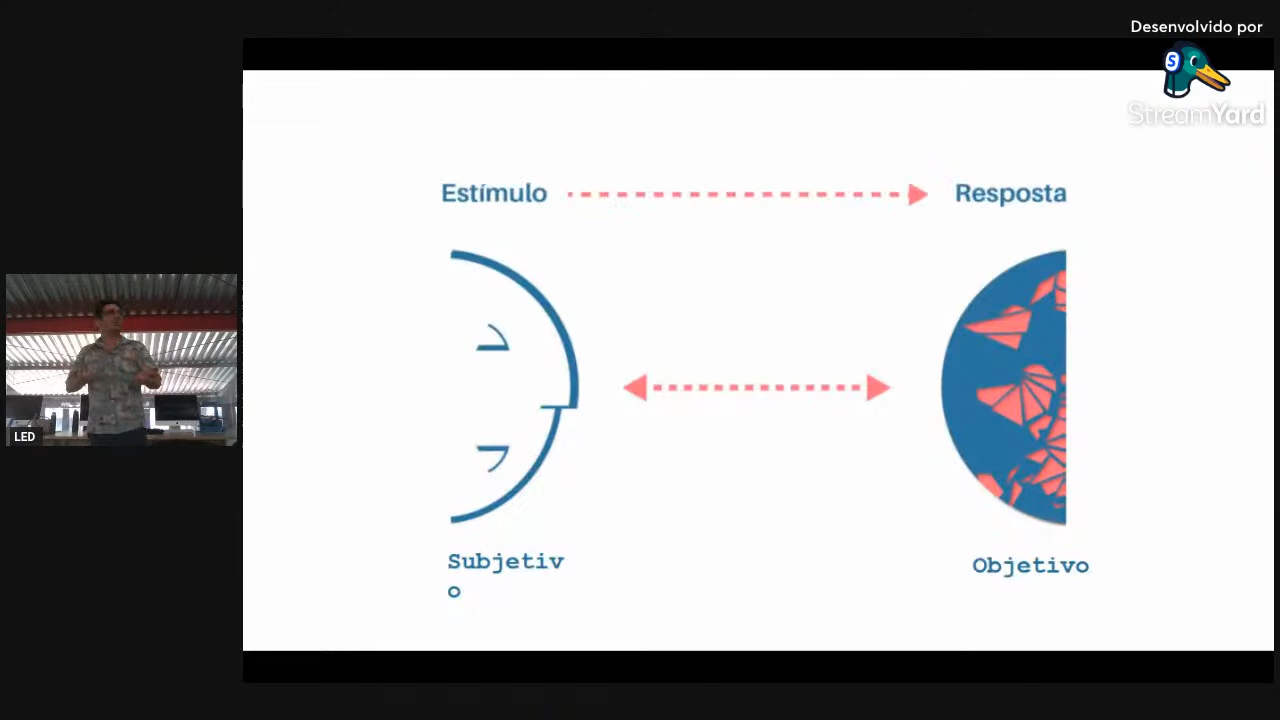 Desenvolvido por
StreamYard
Estímulo
Resposta
LED
Subjetiv
o
Objetivo